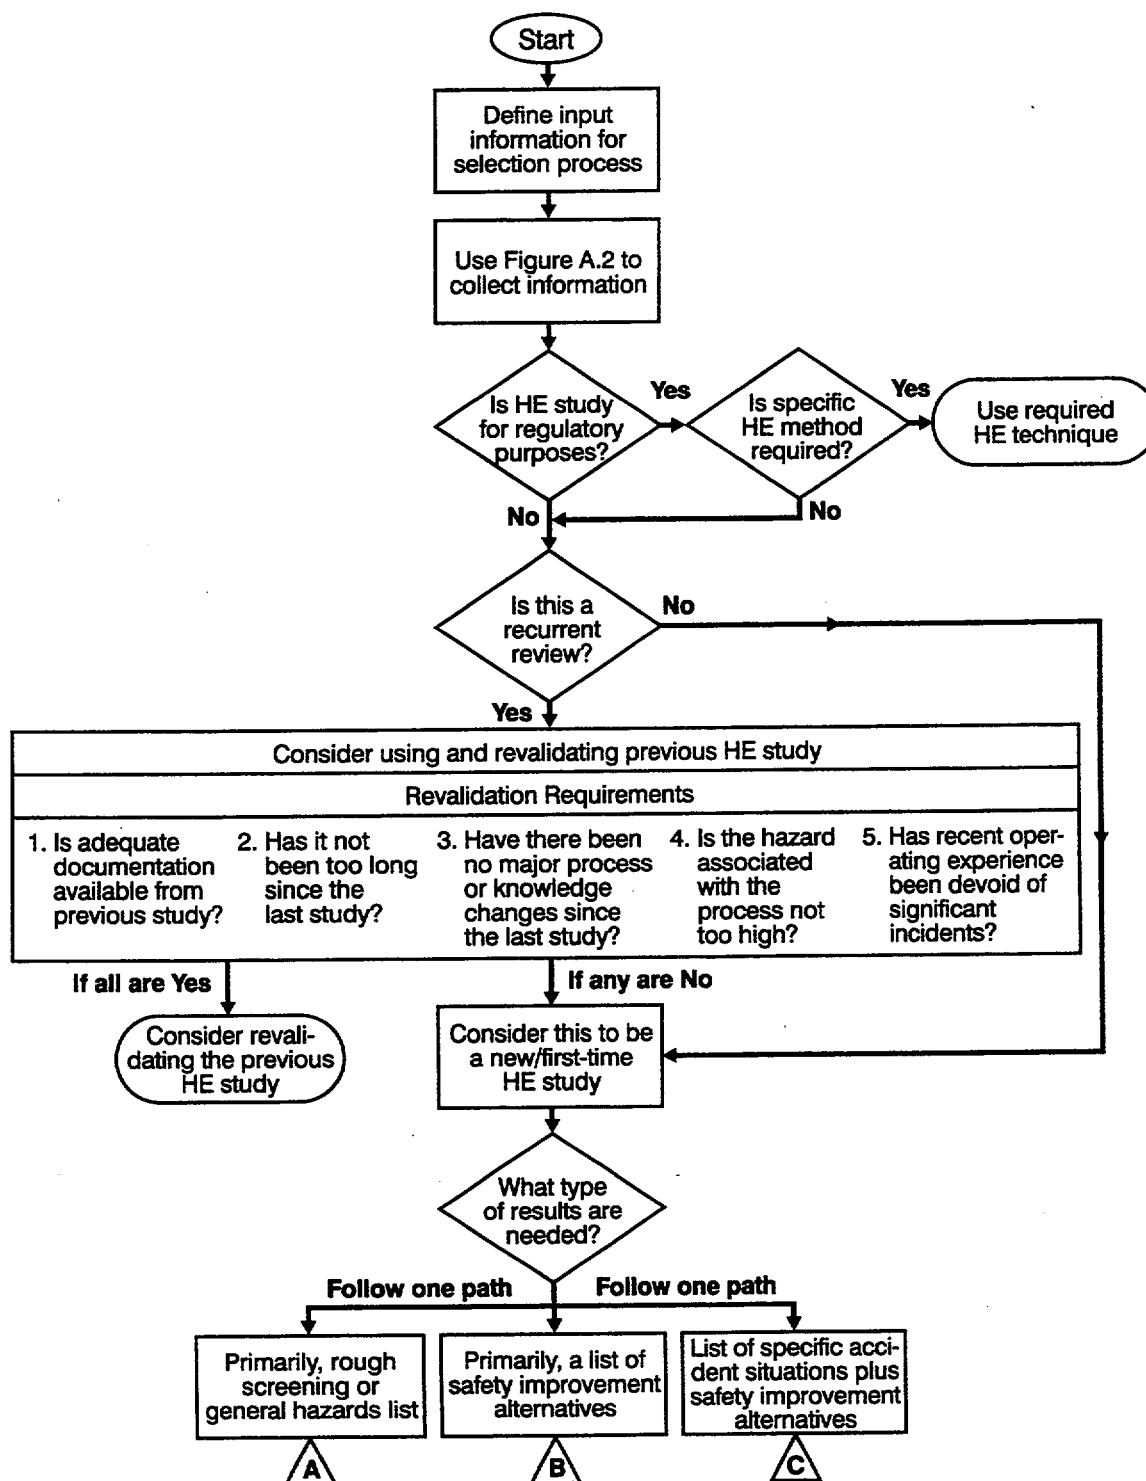 Start
Define input
information for
selection process
Use Figure A.2 to
collect information
Is HE study
for regulatory
purposes?
Yes
Is specific
HE method
required?
Yes
Use required
HE technique
No
No
Is this a
recurrent
review?
No
Yes
Consider using and revalidating previous HE study
Revalidation Requirements
1. Is adequate
documentation
available from
previous study?
2. Has it not
been too long
since the
last study?
3. Have there been
no major process
or knowledge
changes since
the last study?
4. Is the hazard
associated
with the
process not
too high?
5. Has recent oper-
ating experience
been devoid of
significant
incidents?
If all are Yes
If any are No
Consider revali-
dating the previous
HE study
Consider this to be
a new/first-time
HE study
What type
of results are
needed?
Follow one path
Follow one path
Primarily, rough
screening or
general hazards list
Primarily, a list of
safety improvement
alternatives
List of specific acci-
dent situations plus
safety improvement
alternatives
A
B
C